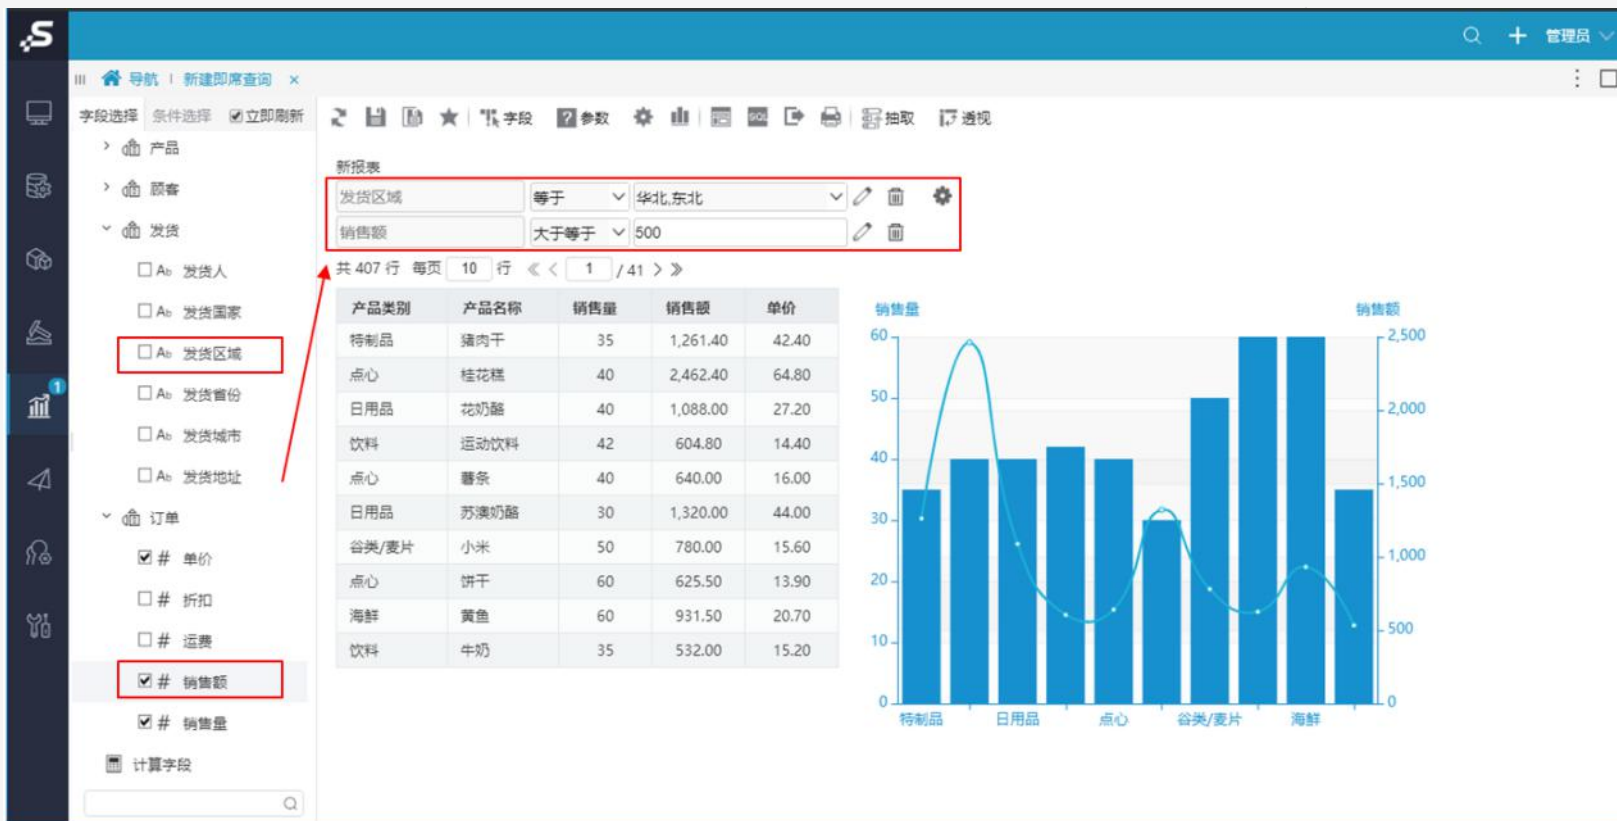 S
管理员
导航 新建即席查询 ×
字段选择 条件选择 立即刷新
字段 参数 SQL 抽取 透视
产品
顾客
发货
Ab 发货人
Ab 发货国家
Ab 发货区域
Ab 发货省份
Ab 发货城市
Ab 发货地址
订单
# 单价
# 折扣
# 运费
# 销售额
# 销售量
计算字段
1
新报表
发货区域 等于 华北,东北
销售额 大于等于 500
共 407 行 每页 10 行 1 / 41
产品类别 产品名称 销售量 销售额 单价
特制品 猪肉干 35 1,261.40 42.40
点心 桂花糕 40 2,462.40 64.80
日用品 花奶酪 40 1,088.00 27.20
饮料 运动饮料 42 604.80 14.40
点心 薯条 40 640.00 16.00
日用品 苏澳奶酪 30 1,320.00 44.00
谷类/麦片 小米 50 780.00 15.60
点心 饼干 60 625.50 13.90
海鲜 黄鱼 60 931.50 20.70
饮料 牛奶 35 532.00 15.20
销售量 销售额
60 2,500
50 2,000
40 1,500
30
20 1,000
10 500
0 0
特制品 日用品 点心 谷类/麦片 海鲜